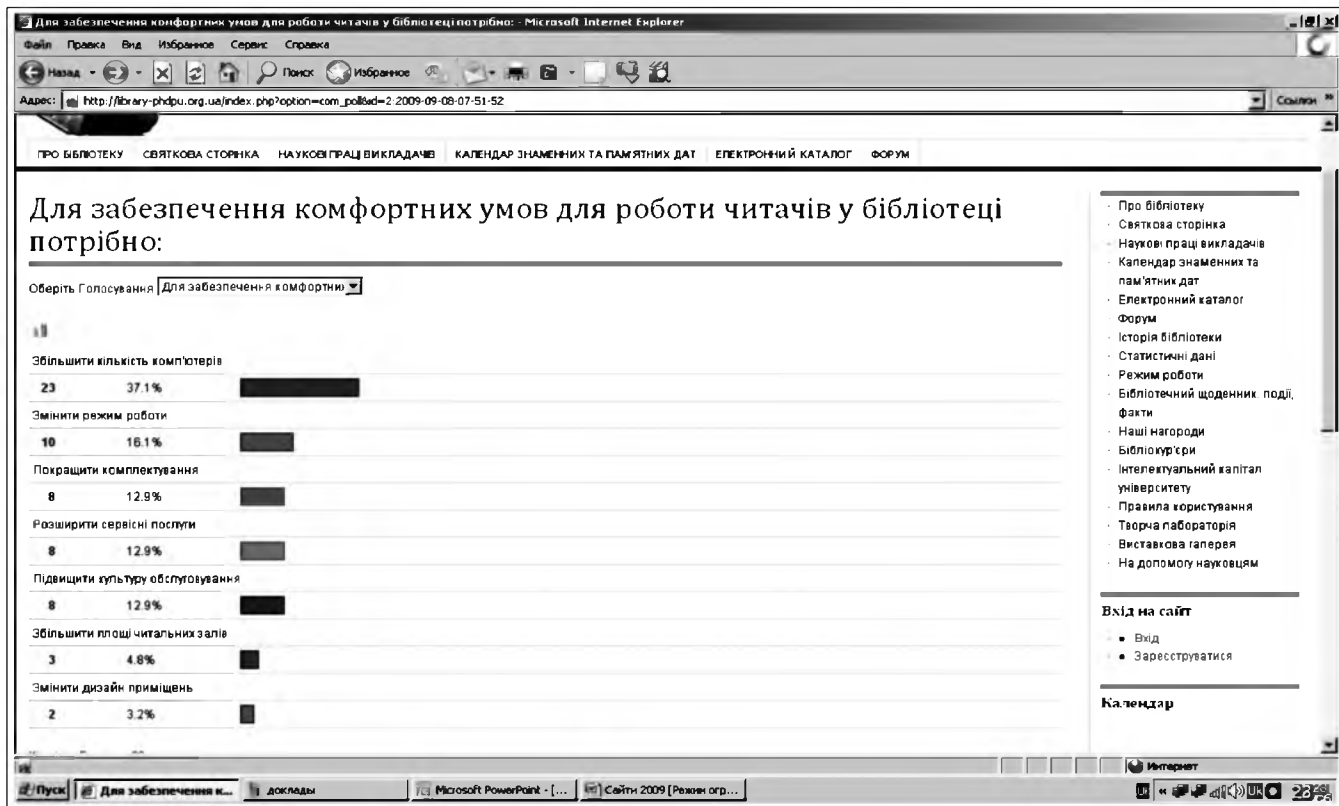 Для забезпечення комфортних умов для роботи читачів у бібліотеці потрібно: - Microsoft Internet Explorer
Файл Правка Вид Избранное Сервис Справка
Назад Поиск Избранное
Адрес: http://library-phdpu.org.ua/index.php?option=com_poll&id=2:2009-09-08-07-51-52 Ссылки
ПРО БІБЛІОТЕКУ СВЯТКОВА СТОРІНКА НАУКОВІ ПРАЦІ ВИКЛАДАЧІВ КАЛЕНДАР ЗНАМЕННИХ ТА ПАМ'ЯТНИХ ДАТ ЕЛЕКТРОННИЙ КАТАЛОГ ФОРУМ
Для забезпечення комфортних умов для роботи читачів у бібліотеці
потрібно:
Оберіть Голосування Для забезпечення комфортни
Збільшити кількість комп'ютерів
23 37.1%
Змінити режим роботи
10 16.1%
Покращити комплектування
8 12.9%
Розширити сервісні послуги
8 12.9%
Підвищити культуру обслуговування
8 12.9%
Збільшити площі читальних залів
3 4.8%
Змінити дизайн приміщень
2 3.2%
Про бібліотеку
Святкова сторінка
Наукові праці викладачів
Календар знаменних та
пам'ятних дат
Електронний каталог
Форум
Історія бібліотеки
Статистичні дані
Режим роботи
Бібліотечний щоденник: події,
факти
Наші нагороди
Бібліокур'єри
Інтелектуальний капітал
університету
Правила користування
Творча лабораторія
Виставкова галерея
На допомогу науковцям
Вхід на сайт
Вхід
Зареєструватися
Календар
Интернет
Пуск Для забезпечення к... доклады Microsoft PowerPoint - [... Сайти 2009 [Режим огр... Uk UK